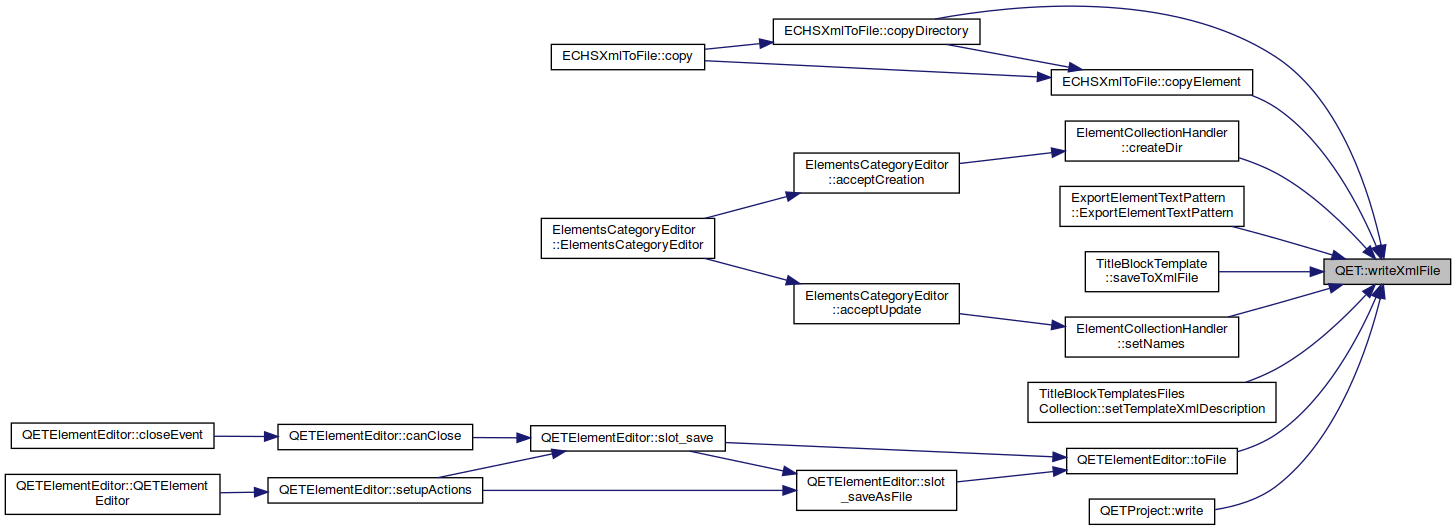 ECHSXmlToFile::copyDirectory
ECHSXmlToFile::copy
ECHSXmlToFile::copyElement
ElementCollectionHandler
::createDir
ElementsCategoryEditor
::acceptCreation
ExportElementTextPattern
::ExportElementTextPattern
ElementsCategoryEditor
::ElementsCategoryEditor
TitleBlockTemplate
::saveToXmlFile
QET::writeXmlFile
ElementsCategoryEditor
::acceptUpdate
ElementCollectionHandler
::setNames
TitleBlockTemplatesFiles
Collection::setTemplateXmlDescription
QETElementEditor::closeEvent
QETElementEditor::canClose
QETElementEditor::slot_save
QETElementEditor::toFile
QETElementEditor::QETElement
Editor
QETElementEditor::setupActions
QETElementEditor::slot
_saveAsFile
QETProject::write